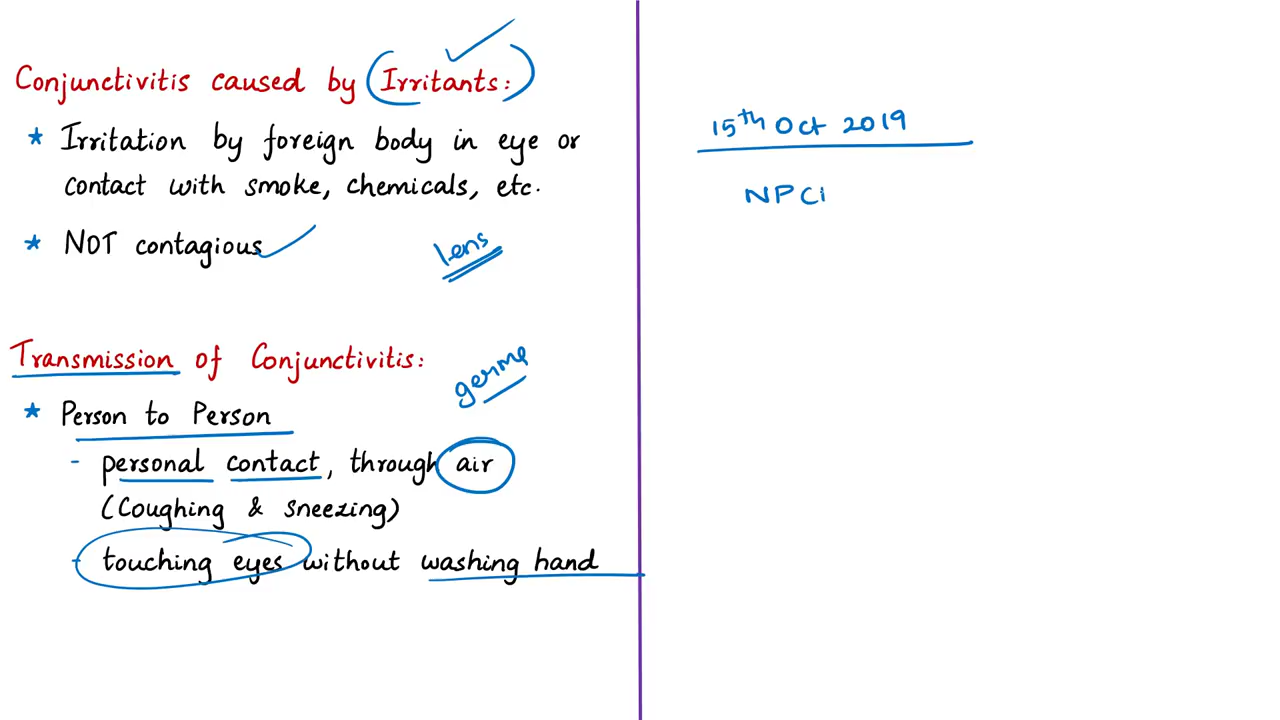 Conjunctivitis caused by (Irritants:)
* Irritation by foreign body in eye or
contact with smoke, chemicals, etc.
* NOT contagious
lens
Transmission of Conjunctivitis:
germs
* Person to Person
- personal contact, through air
(Coughing & sneezing)
- touching eyes without washing hand
15th Oct 2019
NPCI